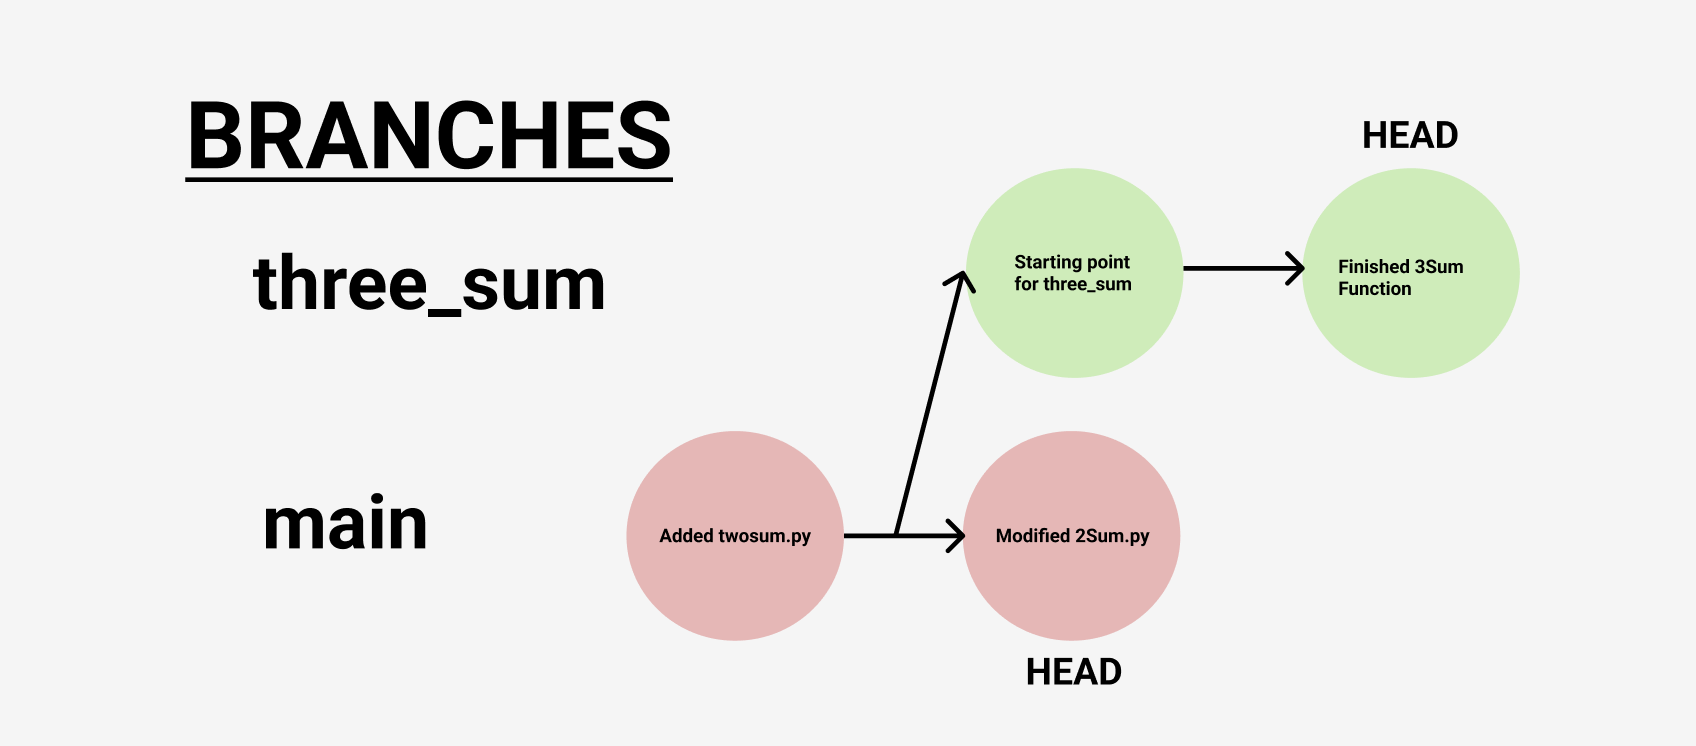 BRANCHES
HEAD
three_sum
Starting point
for three_sum
Finished 3Sum
Function
main
Added twosum.py
Modified 2Sum.py
HEAD